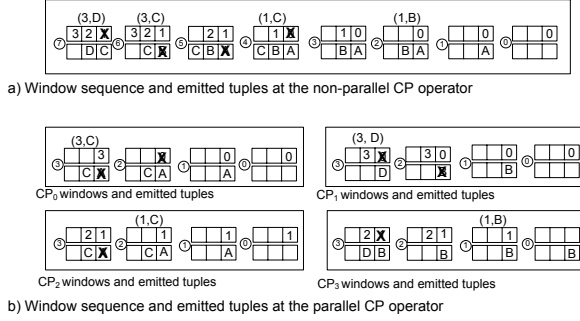 (3,D) (3,C) (1,C) (1,B)
3 2 X 3 2 1 2 1 1 X 1 0 0 0 0
7 6 5 4 3 2 1 0
D C C X C B X C B A B A B A A
a) Window sequence and emitted tuples at the non-parallel CP operator
(3,C) (3, D)
3 X 0 0 3 X 3 0 0 0
3 2 1 0 3 2 1 0
C X C A A D X B
CP0 windows and emitted tuples CP1 windows and emitted tuples
(1,C) (1,B)
2 1 1 1 1 2 X 2 1 1
3 2 1 0 3 2 1 0
C X C A A D B B B B
CP2 windows and emitted tuples CP3 windows and emitted tuples
b) Window sequence and emitted tuples at the parallel CP operator